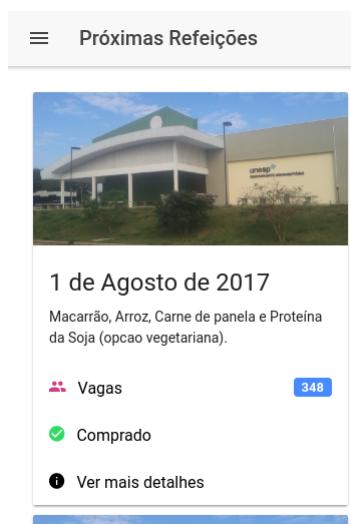 Próximas Refeições
unesp
1 de Agosto de 2017
Macarrão, Arroz, Carne de panela e Proteína
da Soja (opcao vegetariana).
Vagas 348
Comprado
Ver mais detalhes